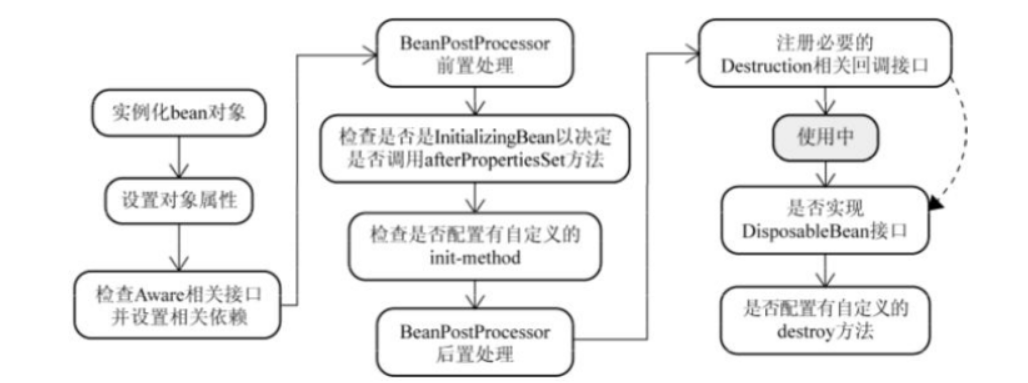 实例化bean对象
设置对象属性
检查Aware相关接口
并设置相关依赖
BeanPostProcessor
前置处理
检查是否是InitializingBean以决定
是否调用afterPropertiesSet方法
检查是否配置有自定义的
init-method
BeanPostProcessor
后置处理
注册必要的
Destruction相关回调接口
使用中
是否实现
DisposableBean接口
是否配置有自定义的
destroy方法